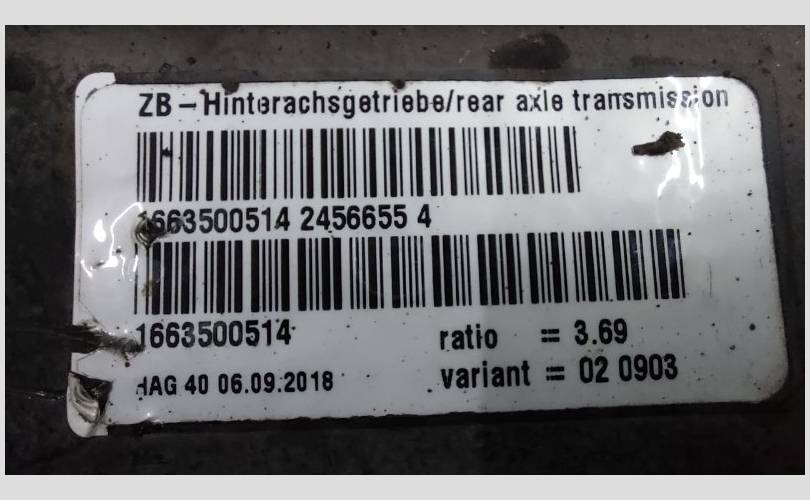 ZB – Hinterachsgetriebe/rear axle transmission
1663500514 2456655 4
1663500514 ratio = 3.69
HAG 40 06.09.2018 variant = 02 0903